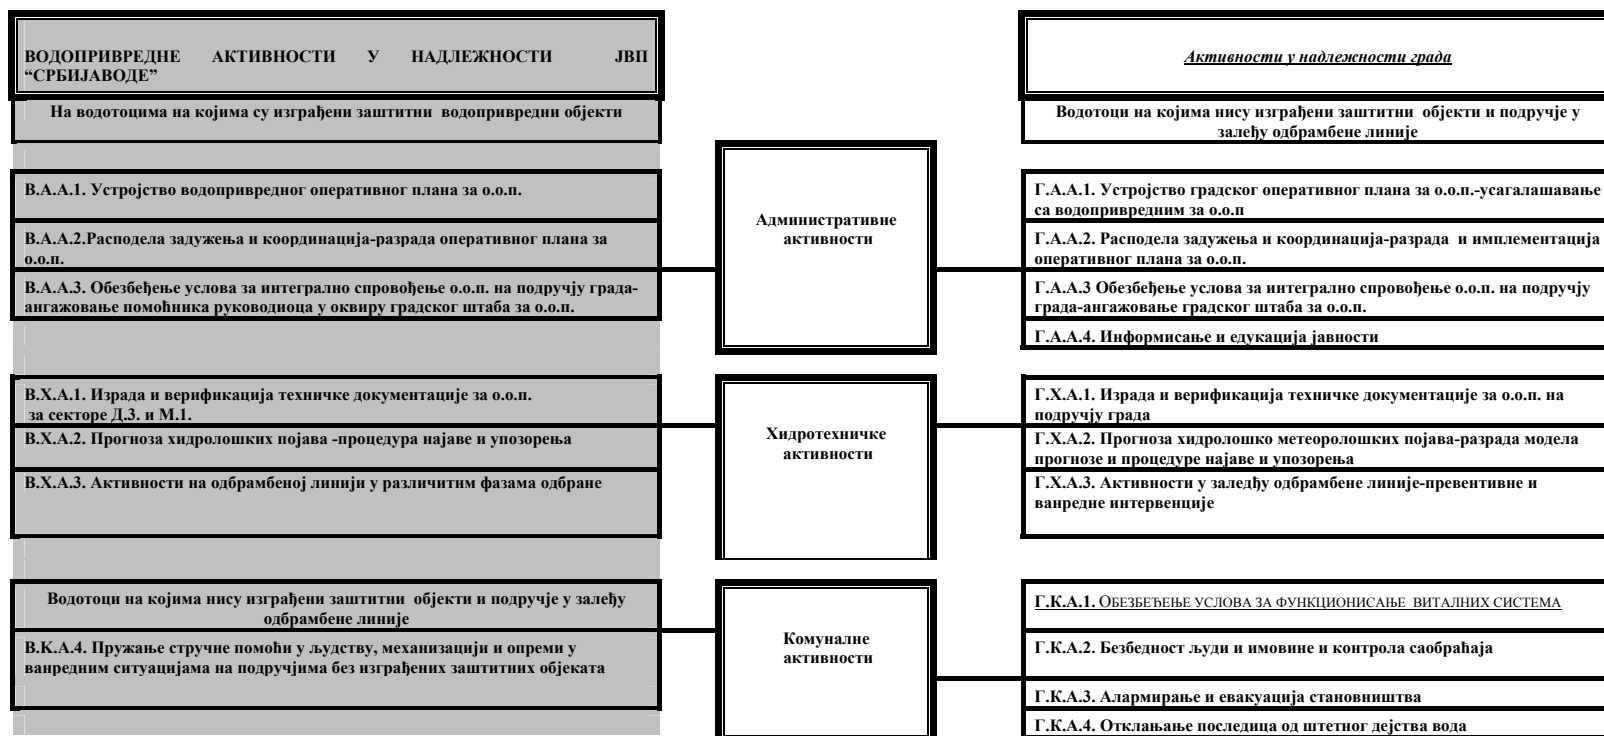 ВОДОПРИВРЕДНЕ АКТИВНОСТИ У НАДЛЕЖНОСТИ ЈВП
“СРБИЈАВОДЕ”
На водотоцима на којима су изграђени заштитни водопривредни објекти
В.А.А.1. Устројство водопривредног оперативног плана за о.о.п.
В.А.А.2.Расподела задужења и координација-разрада оперативног плана за
о.о.п.
В.А.А.3. Обезбеђење услова за интегрално спровођење о.о.п. на подручју града-
ангажовање помоћника руководиоца у оквиру градског штаба за о.о.п.
В.Х.А.1. Израда и верификација техничке документације за о.о.п.
за секторе Д.3. и М.1.
В.Х.А.2. Прогноза хидролошких појава -процедура најаве и упозорења
В.Х.А.3. Активности на одбрамбеној линији у различитим фазама одбране
Водотоци на којима нису изграђени заштитни објекти и подручје у залеђу
одбрамбене линије
В.К.А.4. Пружање стручне помоћи у људству, механизацији и опреми у
ванредним ситуацијама на подручјима без изграђених заштитних објеката
Административне
активности
Хидротехничке
активности
Комуналне
активности
Активности у надлежности града
Водотоци на којима нису изграђени заштитни објекти и подручје у
залеђу одбрамбене линије
Г.А.А.1. Устројство градског оперативног плана за о.о.п.-усагалашавање
са водопривредним за о.о.п
Г.А.А.2. Расподела задужења и координација-разрада и имплементација
оперативног плана за о.о.п.
Г.А.А.3 Обезбеђење услова за интегрално спровођење о.о.п. на подручју
града-ангажовање градског штаба за о.о.п.
Г.А.А.4. Информисање и едукација јавности
Г.Х.А.1. Израда и верификација техничке документације за о.о.п. на
подручју града
Г.Х.А.2. Прогноза хидролошко метеоролошких појава-разрада модела
прогнозе и процедуре најаве и упозорења
Г.Х.А.3. Активности у заледђу одбрамбене линије-превентивне и
ванредне интервенције
Г.К.А.1. ОБЕЗБЕЂЕЊЕ УСЛОВА ЗА ФУНКЦИОНИСАЊЕ ВИТАЛНИХ СИСТЕМА
Г.К.А.2. Безбедност људи и имовине и контрола саобраћаја
Г.К.А.3. Алармирање и евакуација становништва
Г.К.А.4. Отклањање последица од штетног дејства вода